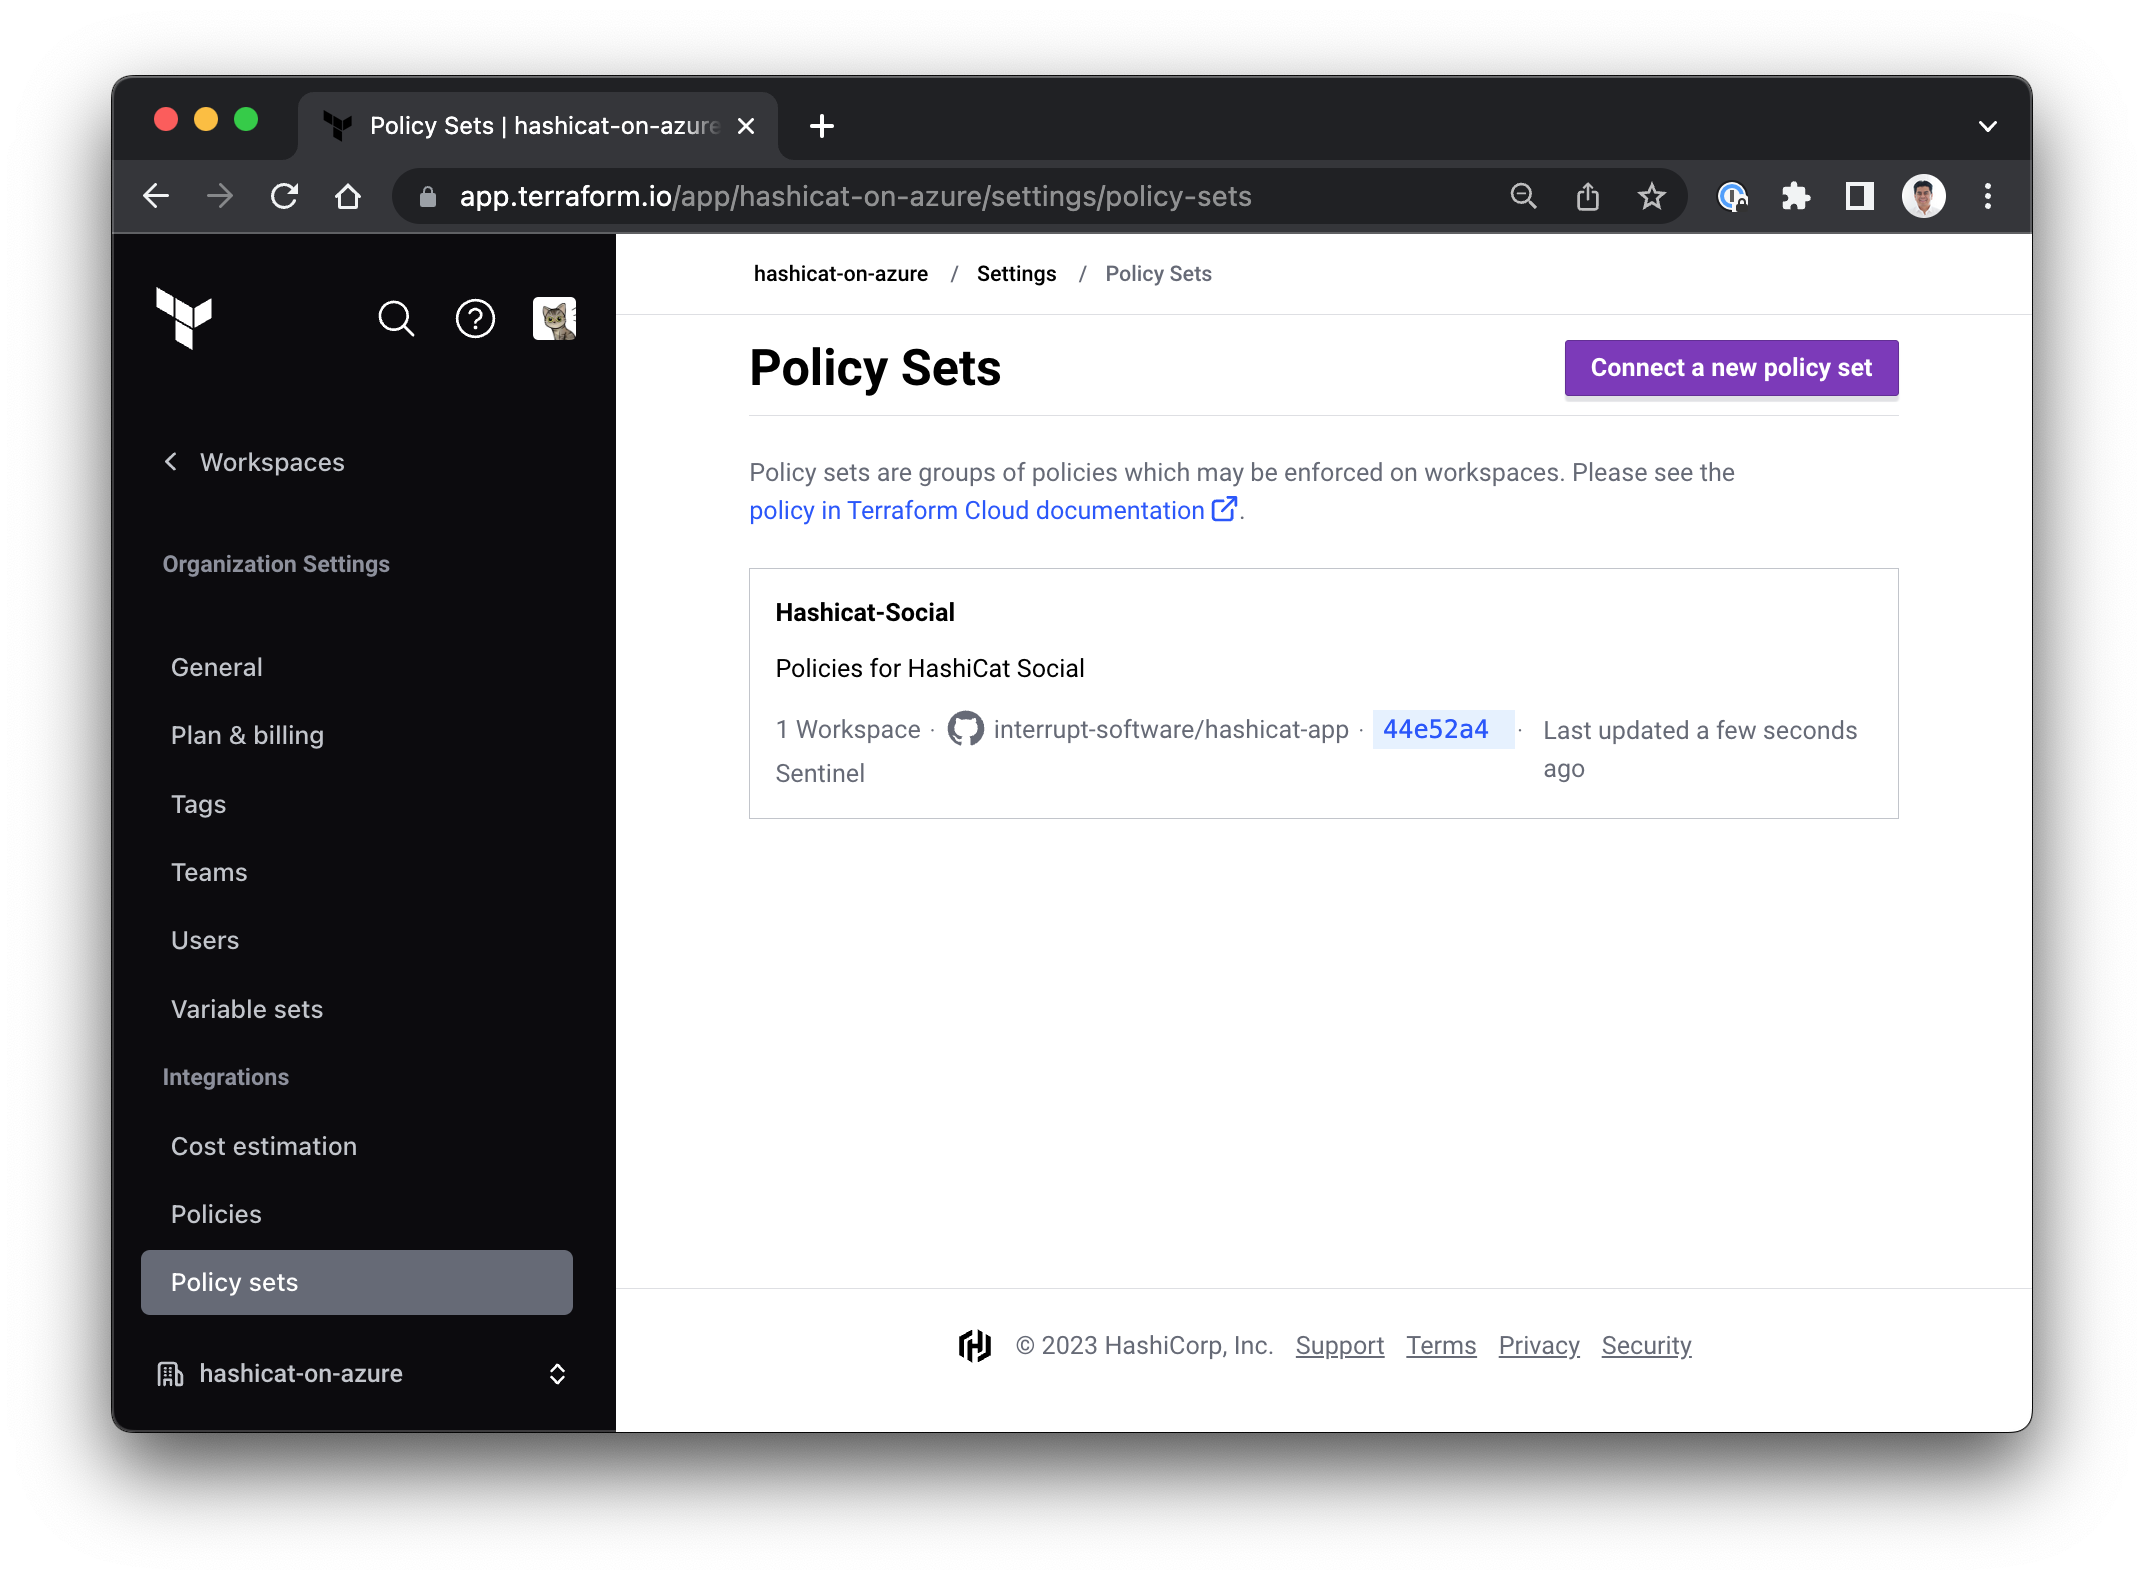 Policy Sets | hashicat-on-azure
app.terraform.io/app/hashicat-on-azure/settings/policy-sets
Workspaces
Organization Settings
General
Plan & billing
Tags
Teams
Users
Variable sets
Integrations
Cost estimation
Policies
Policy sets
hashicat-on-azure
hashicat-on-azure / Settings / Policy Sets
Policy Sets
Connect a new policy set
Policy sets are groups of policies which may be enforced on workspaces. Please see the
policy in Terraform Cloud documentation.
Hashicat-Social
Policies for HashiCat Social
1 Workspace · interrupt-software/hashicat-app · 44e52a4 · Last updated a few seconds
ago
Sentinel
© 2023 HashiCorp, Inc. Support Terms Privacy Security